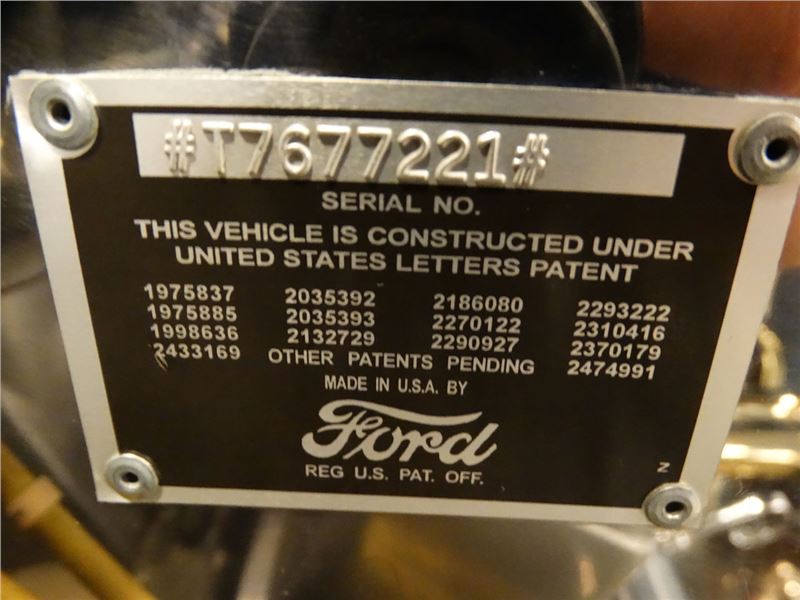 #T7677221#
SERIAL NO.
THIS VEHICLE IS CONSTRUCTED UNDER
UNITED STATES LETTERS PATENT
1975837 2035392 2186080 2293222
1975885 2035393 2270122 2310416
1998636 2132729 2290927 2370179
2433169 OTHER PATENTS PENDING 2474991
MADE IN U.S.A. BY
Ford
REG U.S. PAT. OFF.
Z